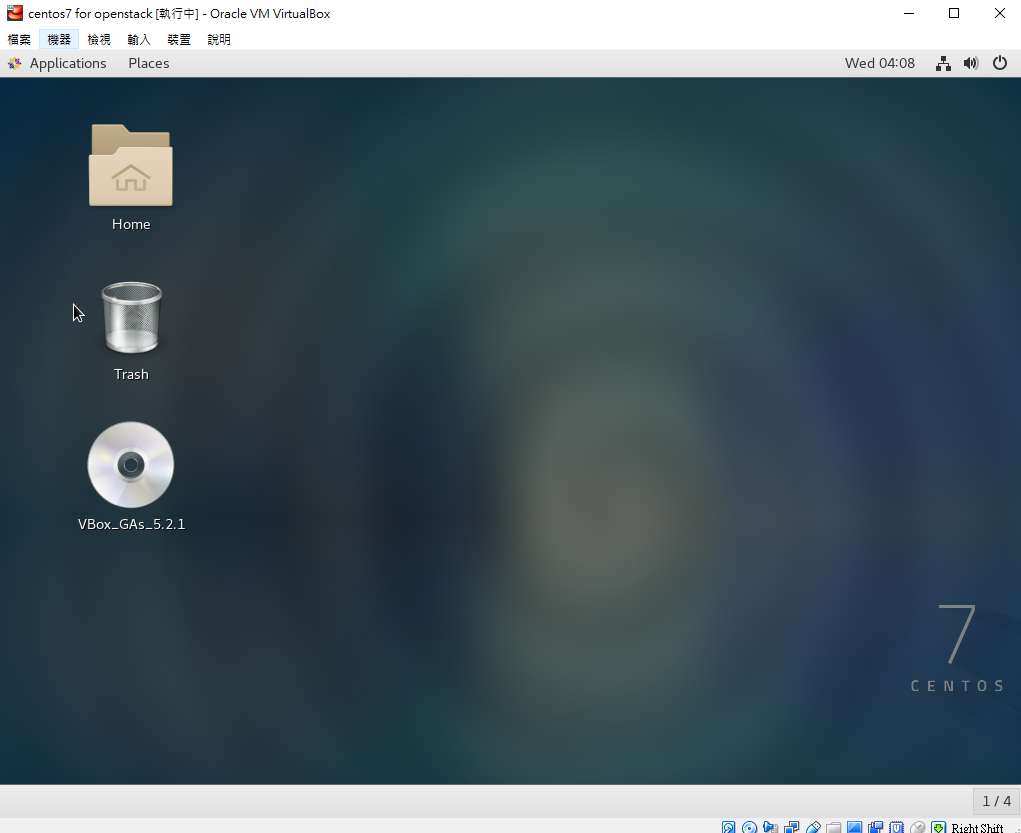 centos7 for openstack [執行中] - Oracle VM VirtualBox
檔案 機器 檢視 輸入 裝置 說明
Applications Places Wed 04:08
Home
Trash
VBox_GAs_5.2.1
7
CENTOS
1 / 4
Right Shift